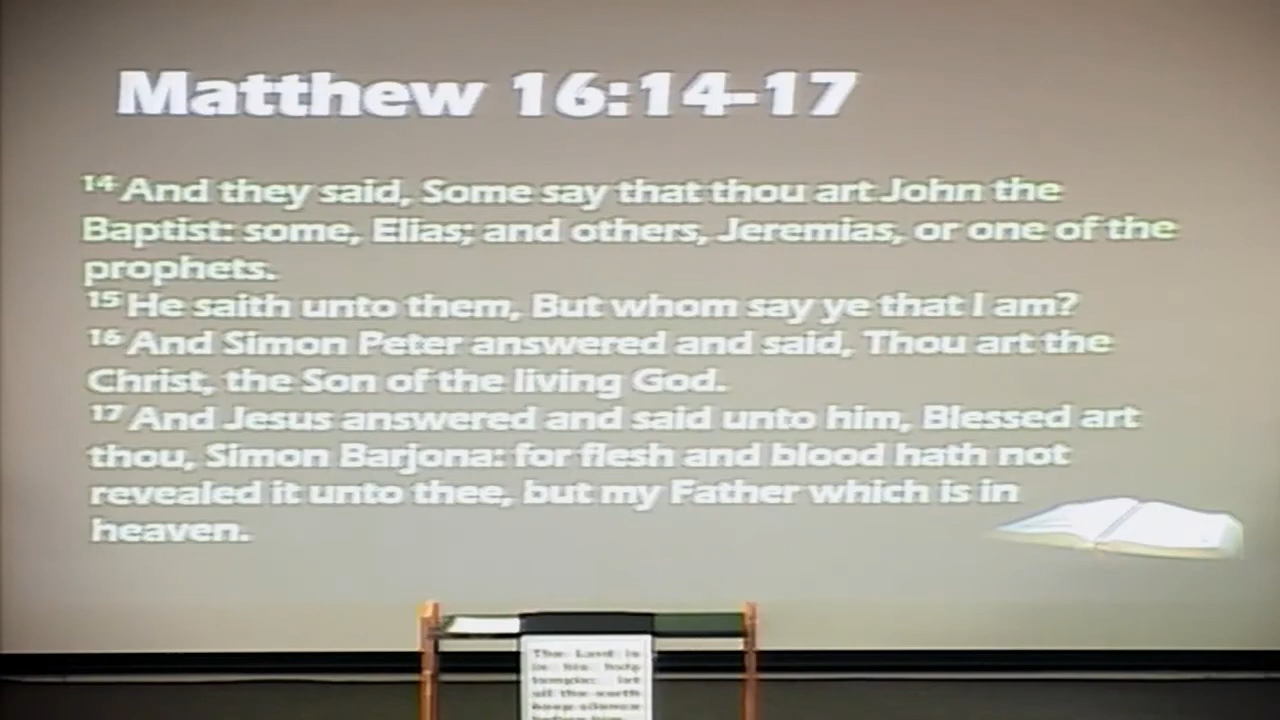 Matthew 16:14-17
14 And they said, Some say that thou art John the
Baptist: some, Elias; and others, Jeremias, or one of the
prophets.
15 He saith unto them, But whom say ye that I am?
16 And Simon Peter answered and said, Thou art the
Christ, the Son of the living God.
17 And Jesus answered and said unto him, Blessed art
thou, Simon Barjona: for flesh and blood hath not
revealed it unto thee, but my Father which is in
heaven.
The Lord is
in his holy
temple: let
all the earth
keep silence
before him.